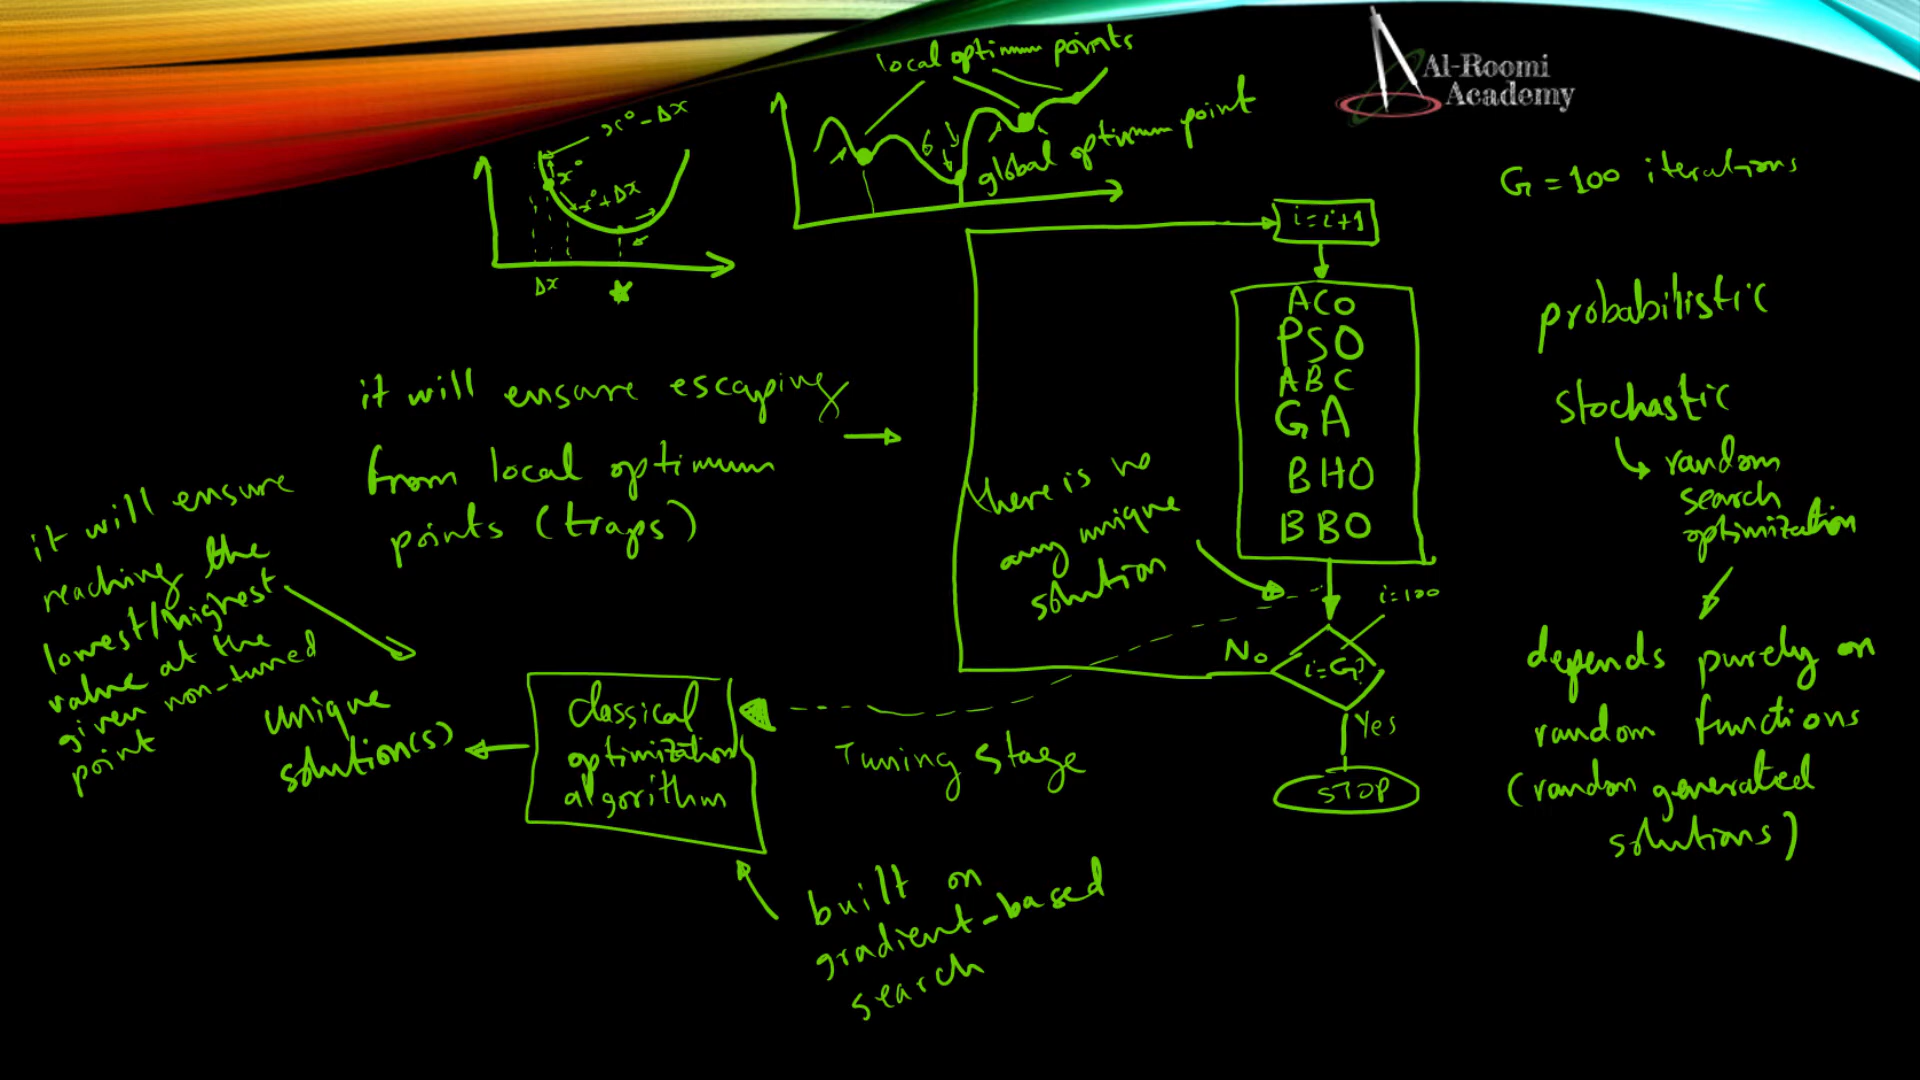 local optimum points
Al-Roomi
Academy
x° - Δx
x°
x° + Δx
Δx
global optimum point
G = 100 iterations
i = i+1
ACO
PSO
ABC
GA
BHO
BBO
probabilistic
stochastic
random
search
optimization
depends purely on
random functions
(random generated
solutions)
it will ensure escaping
from local optimum
points (traps)
there is no
any unique
solution
i=100
No
i=G?
Yes
STOP
it will ensure
reaching the
lowest/highest
value at the
given non-tuned
point
unique
solution(s)
classical
optimization
algorithm
Tuning stage
built on
gradient-based
search